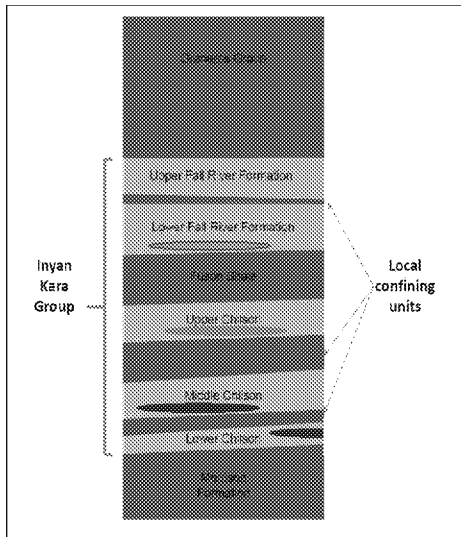 Graneros Group
Upper Fall River Formation
Lower Fall River Formation
Fuson Shale
Inyan
Kara
Group
Local
confining
units
Upper Chilson
Middle Chilson
Lower Chilson
Morrison
Formation